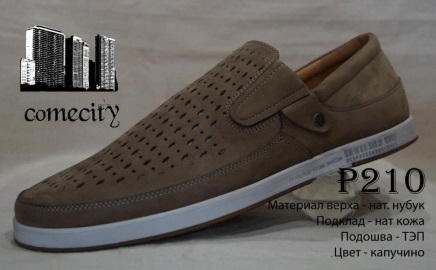 comecity
P210
Материал верха - нат. нубук
Подклад - нат кожа
Подошва - ТЭП
Цвет - капучино